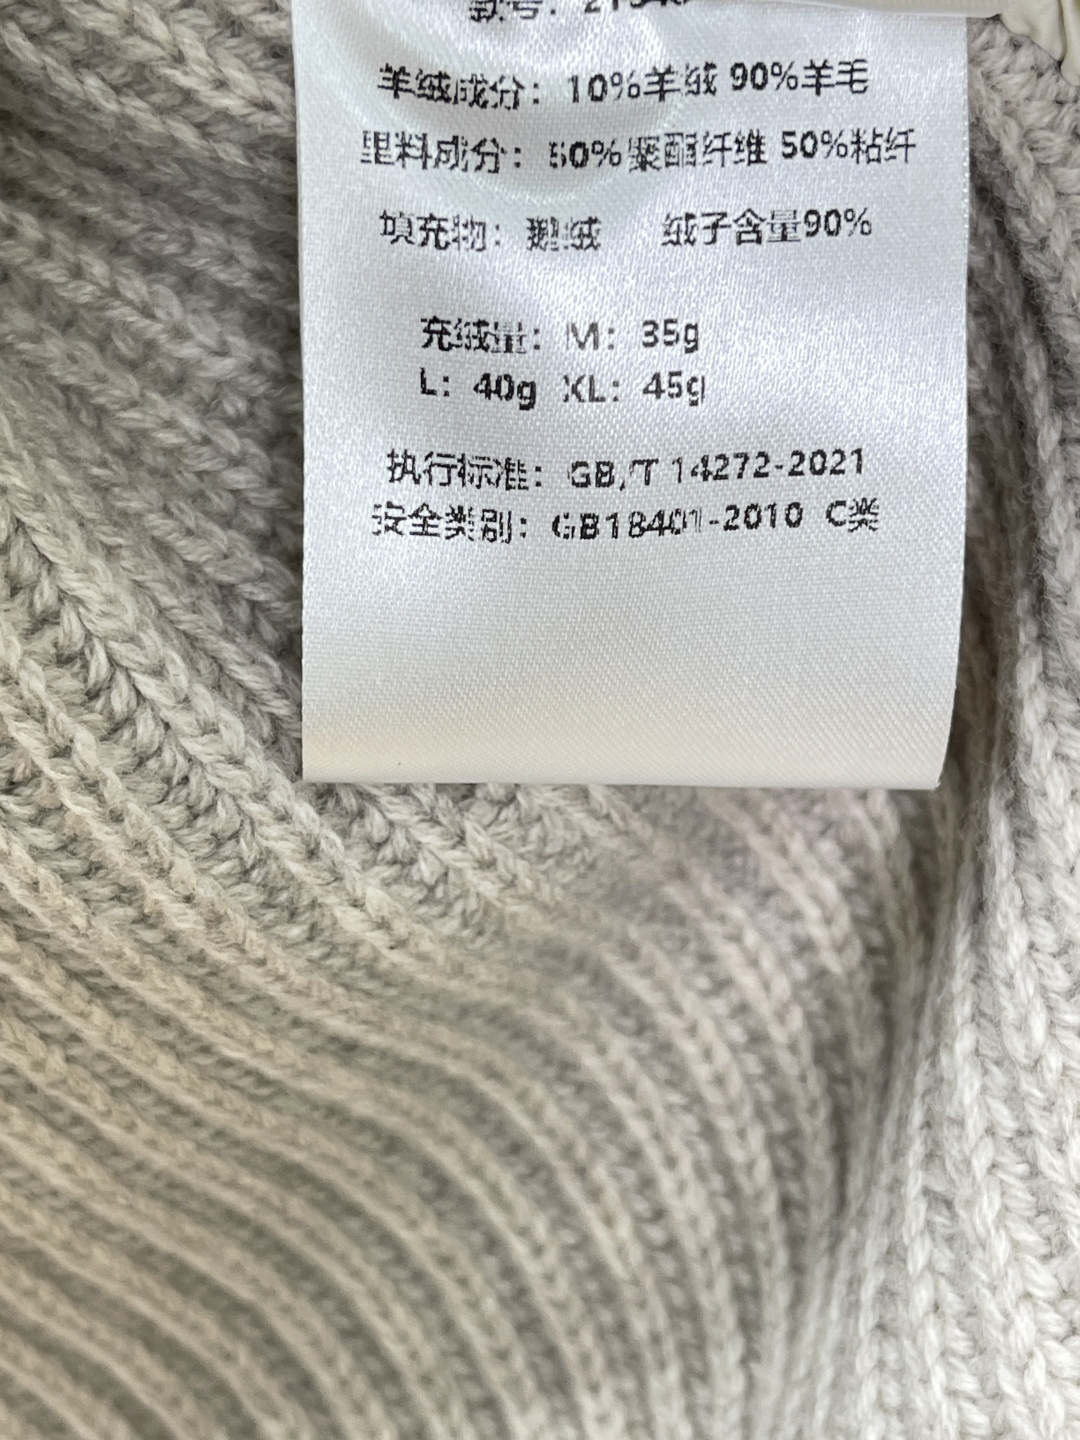 款号:
羊绒成分: 10%羊绒 90%羊毛
里料成分: 50%聚酯纤维 50%粘纤
填充物: 鹅绒 绒子含量90%
充绒量: M: 35g
L: 40g XL: 45g
执行标准: GB/T 14272-2021
安全类别: GB18401-2010 C类